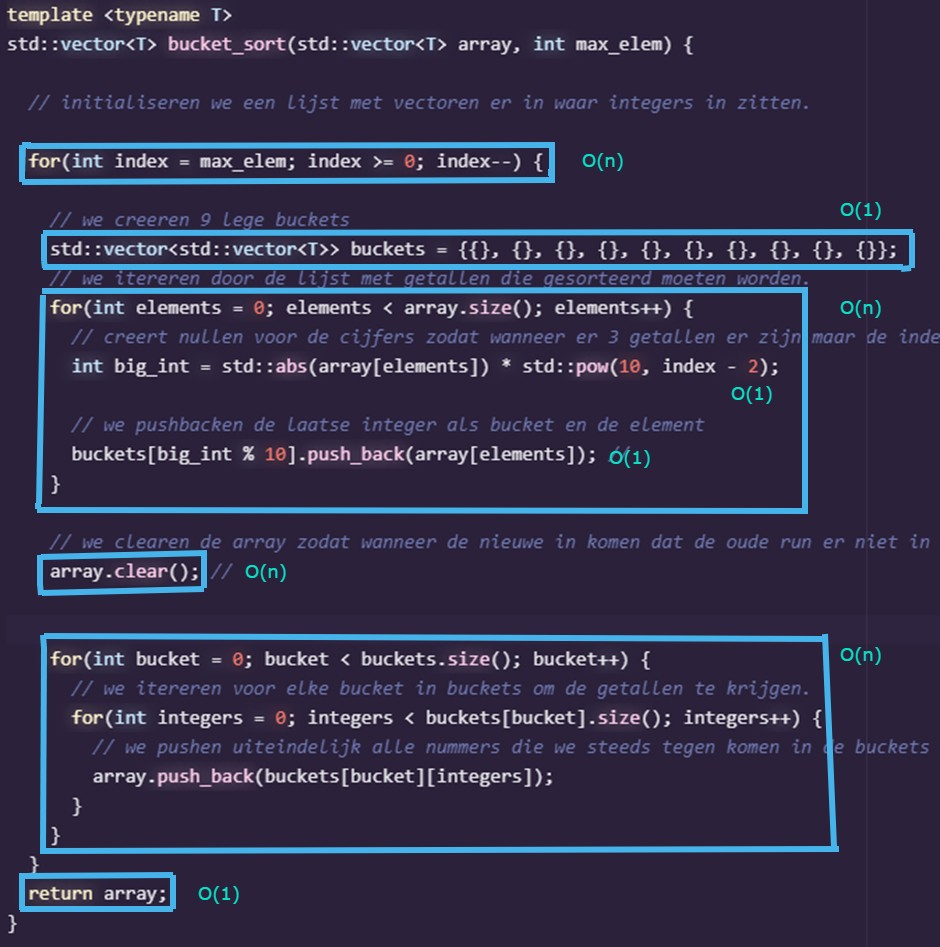 template <typename T>
std::vector<T> bucket_sort(std::vector<T> array, int max_elem) {
// initialiseren we een lijst met vectoren er in waar integers in zitten.
for(int index = max_elem; index >= 0; index--) { O(n)
// we creeren 9 lege buckets O(1)
std::vector<std::vector<T>> buckets = {{}, {}, {}, {}, {}, {}, {}, {}, {}, {}};
// we itereren door de lijst met getallen die gesorteerd moeten worden.
for(int elements = 0; elements < array.size(); elements++) { O(n)
// creert nullen voor de cijfers zodat wanneer er 3 getallen er zijn maar de inde
int big_int = std::abs(array[elements]) * std::pow(10, index - 2);
O(1)
// we pushbacken de laatse integer als bucket en de element
buckets[big_int % 10].push_back(array[elements]); // O(1)
}
// we clearen de array zodat wanneer de nieuwe in komen dat de oude run er niet in
array.clear(); // O(n)
for(int bucket = 0; bucket < buckets.size(); bucket++) { O(n)
// we itereren voor elke bucket in buckets om de getallen te krijgen.
for(int integers = 0; integers < buckets[bucket].size(); integers++) {
// we pushen uiteindelijk alle nummers die we steeds tegen komen in de buckets
array.push_back(buckets[bucket][integers]);
}
}
}
return array; O(1)
}